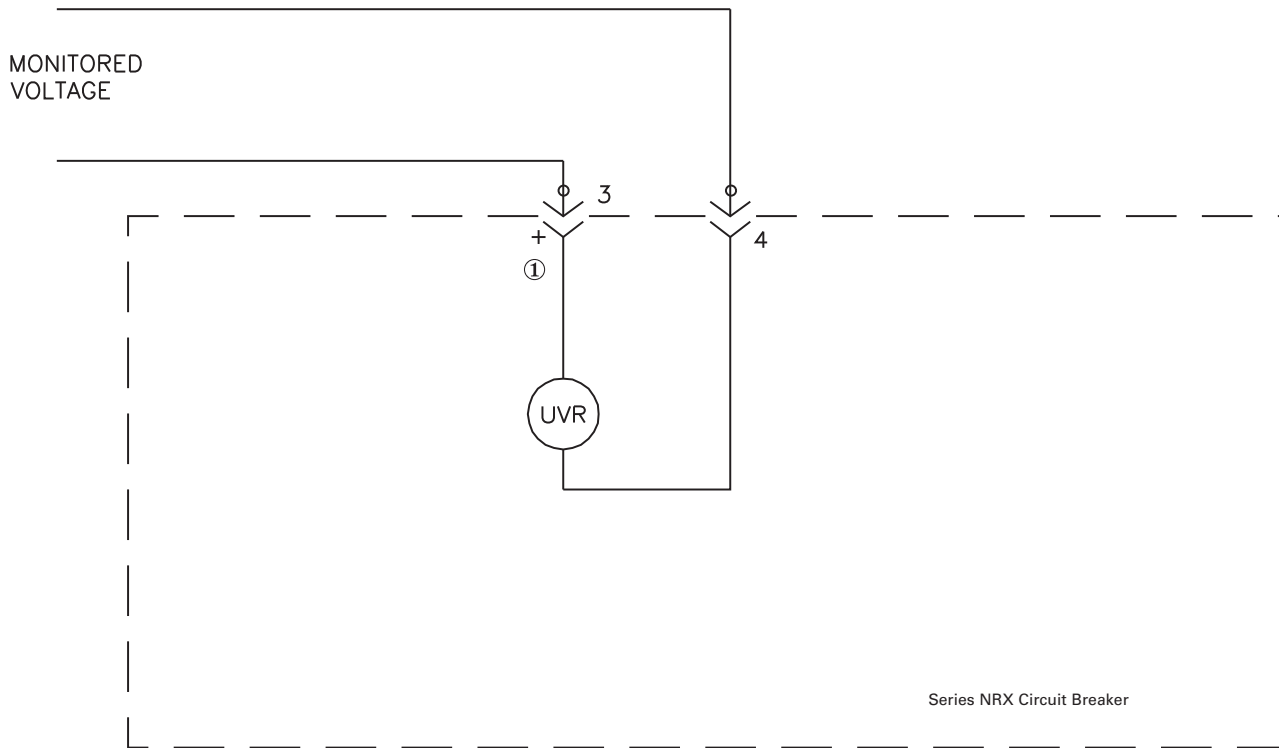 MONITORED
VOLTAGE
3
+
4
①
UVR
Series NRX Circuit Breaker